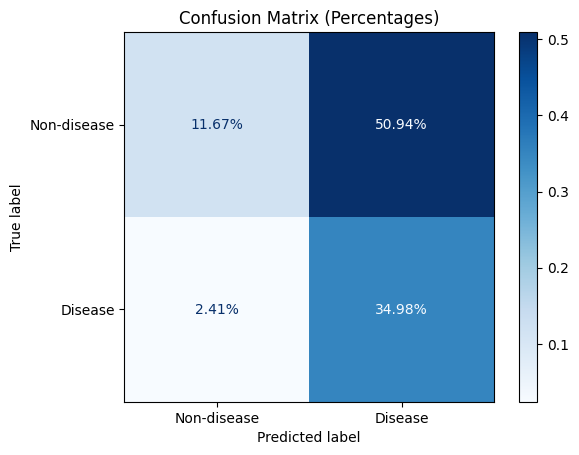 Confusion Matrix (Percentages)
Non-disease
11.67%
50.94%
0.5
0.4
0.3
0.2
0.1
True label
Disease
2.41%
34.98%
Non-disease
Disease
Predicted label